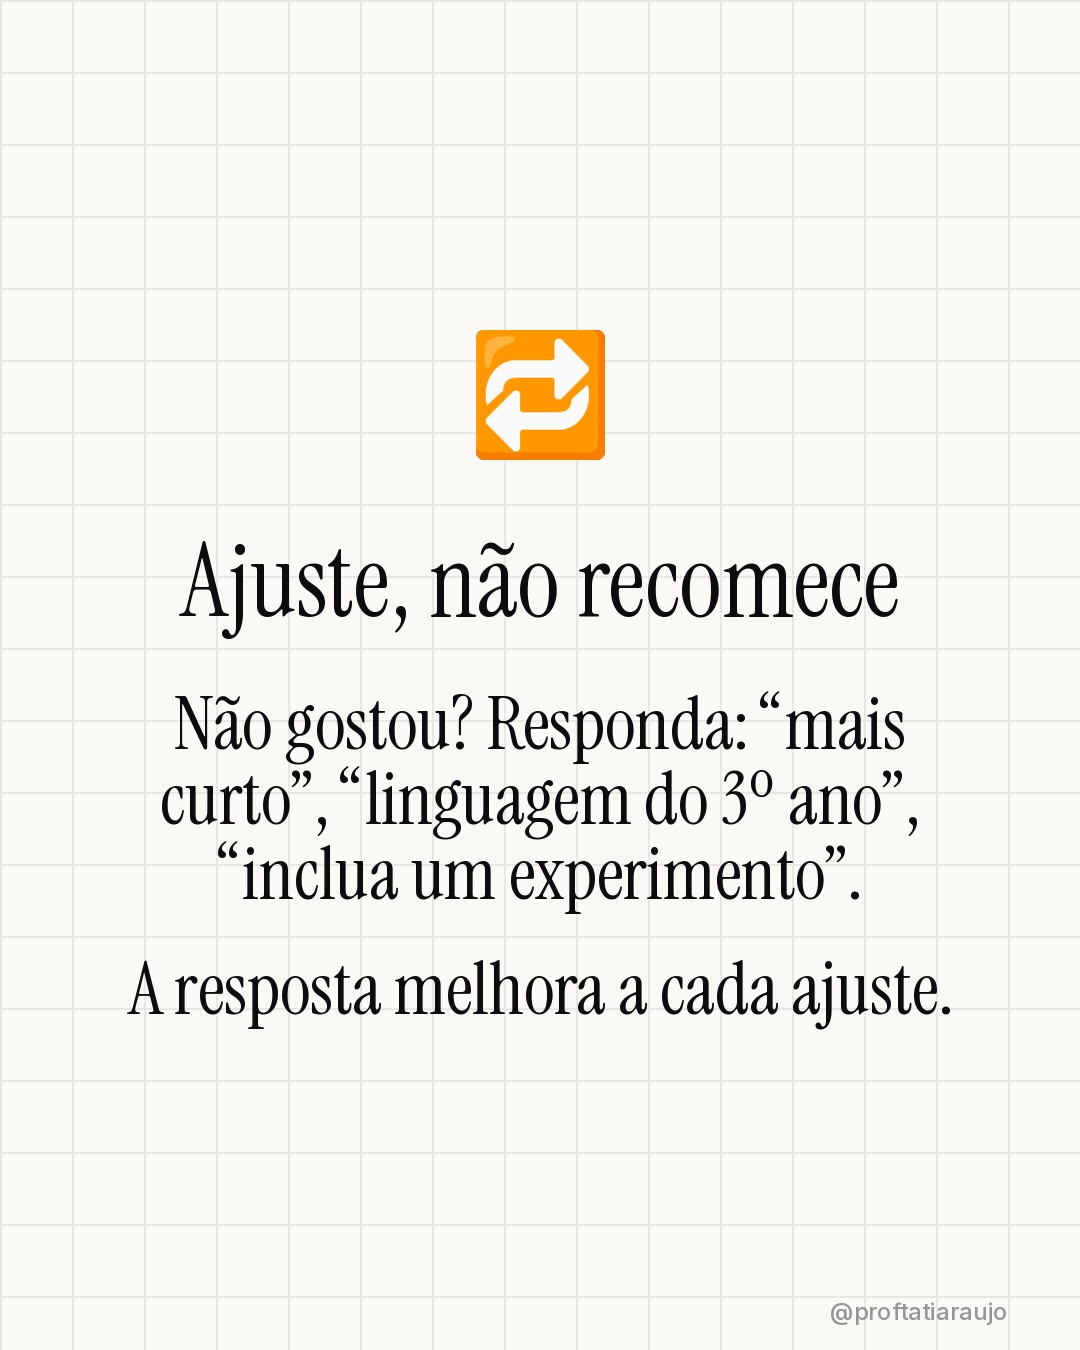 Ajuste, não recomece
Não gostou? Responda: “mais
curto”, “linguagem do 3º ano”,
“inclua um experimento”.
A resposta melhora a cada ajuste.
@proftatiaraujo